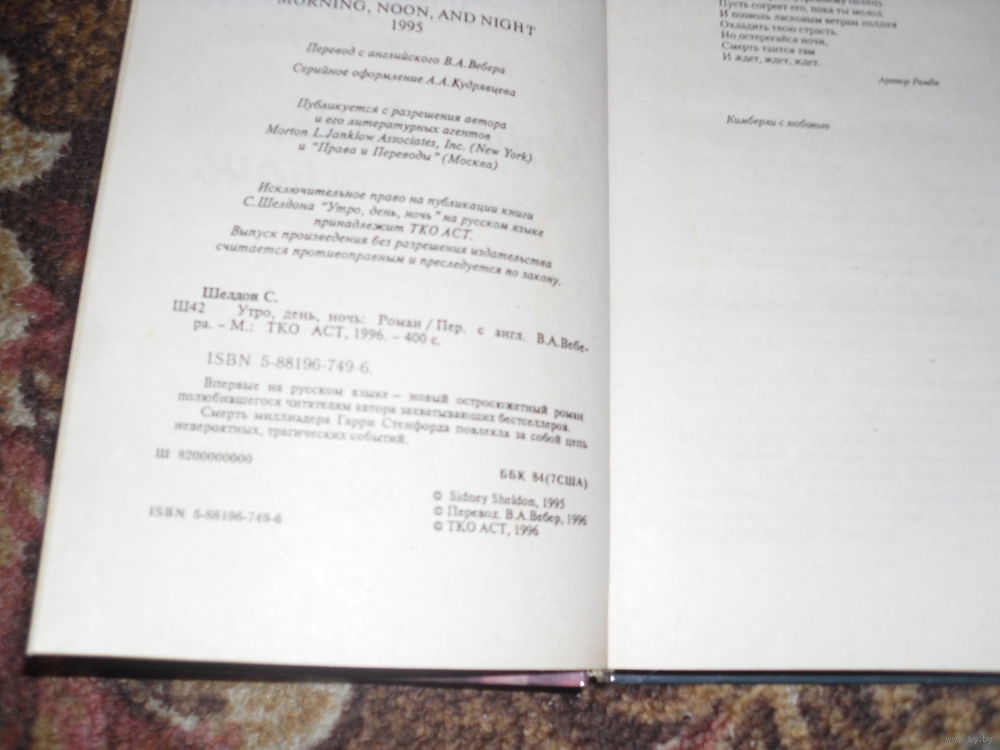 MORNING, NOON, AND NIGHT
1995
Перевод с английского В.А.Вебера
Серийное оформление А.А.Кудрявцева
Публикуется с разрешения автора
и его литературных агентов
Morton L.Janklow Associates, Inc. (New York)
и "Права и Переводы" (Москва)
Исключительное право на публикации книги
С.Шелдона "Утро, день, ночь" на русском языке
принадлежит ТКО АСТ.
Выпуск произведения без разрешения издательства
считается противоправным и преследуется по закону.
Шелдон С.
Ш42 Утро, день, ночь: Роман / Пер. с англ. В.А.Вебе-
ра. – М.: ТКО АСТ, 1996. – 400 с.
ISBN 5-88196-749-6.
Впервые на русском языке – новый остросюжетный роман
полюбившегося читателям автора захватывающих бестселлеров.
Смерть миллиардера Гарри Стенфорда повлекла за собой цепь
невероятных, трагических событий.
Ш 8200000000
ББК 84(7США)
ISBN 5-88196-749-6
© Sidney Sheldon, 1995
© Перевод. В.А.Вебер, 1996
© ТКО АСТ, 1996
солнцу
Пусть согреет его, пока ты молод.
И позволь ласковым ветрам полдня
Охладить твою страсть.
Но остерегайся ночи,
Смерть таится там
И ждет, ждет, ждет.
Артюр Рембо
Кимберли с любовью
www.ay.by